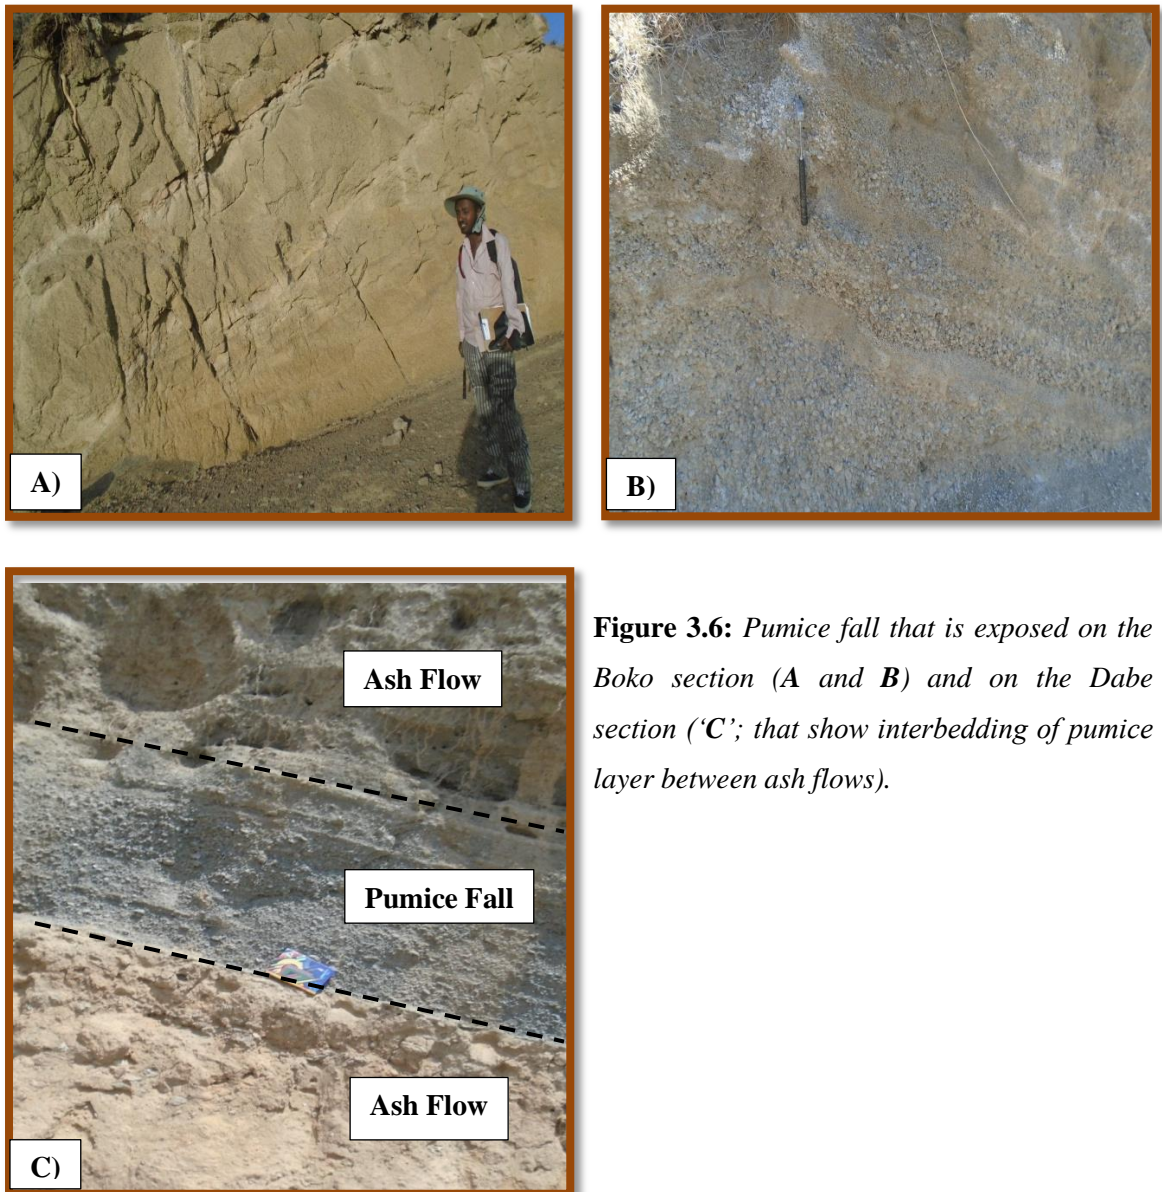 A)
B)
Ash Flow
Pumice Fall
Ash Flow
C)
Figure 3.6: Pumice fall that is exposed on the
Boko section (A and B) and on the Dabe
section (‘C’; that show interbedding of pumice
layer between ash flows).